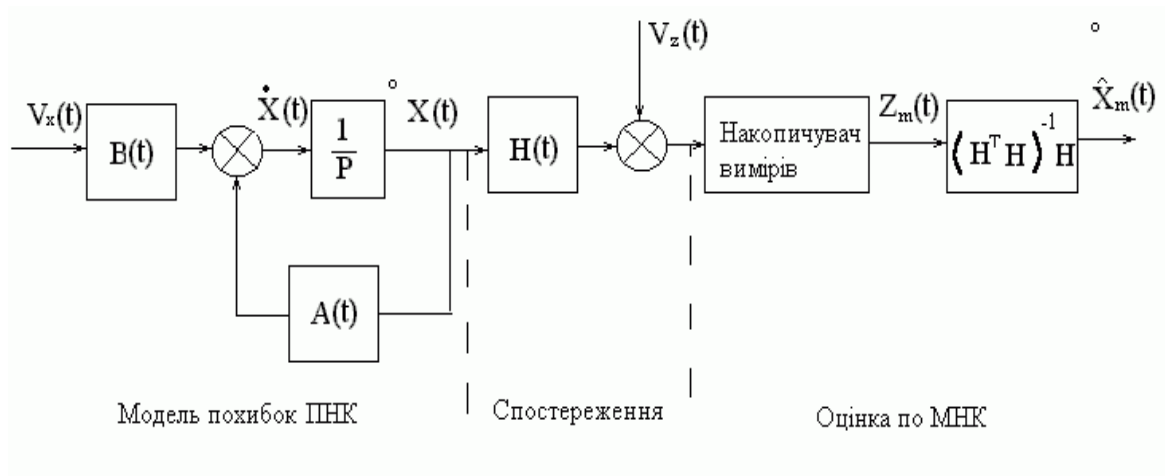 V_z(t)
V_x(t)
B(t)
Ẋ(t)
1
P
X(t)
H(t)
Накопичувач
вимірів
Z_m(t)
(H^T H)^-1 H
X̂_m(t)
A(t)
Модель похибок ПНК
Спостереження
Оцінка по МНК